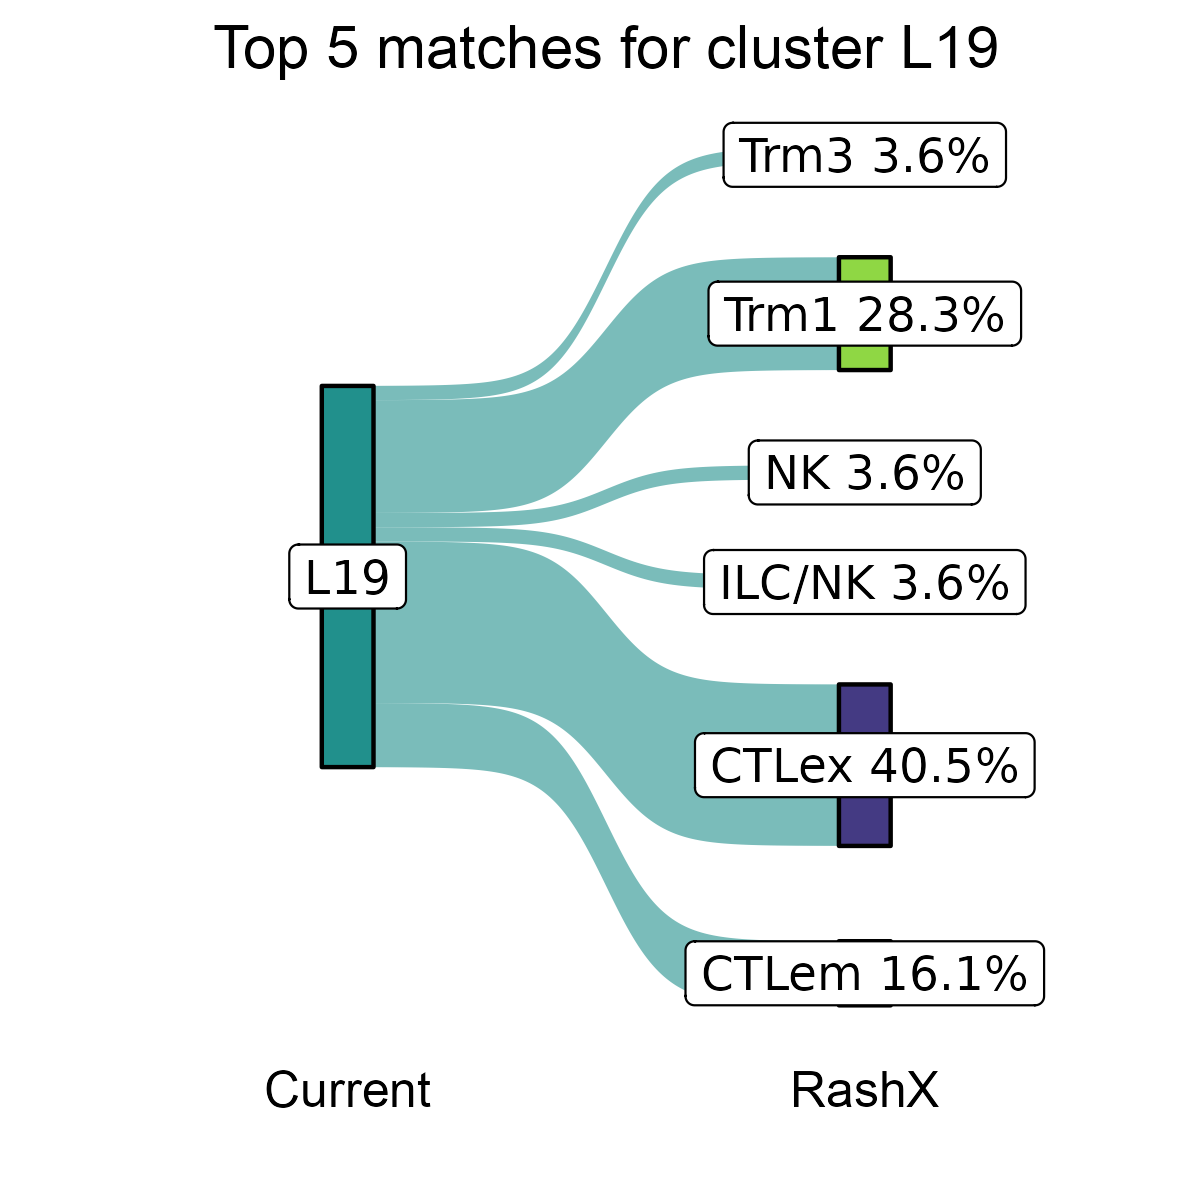 Top 5 matches for cluster L19
Trm3 3.6%
Trm1 28.3%
NK 3.6%
L19
ILC/NK 3.6%
CTLex 40.5%
CTLem 16.1%
Current
RashX